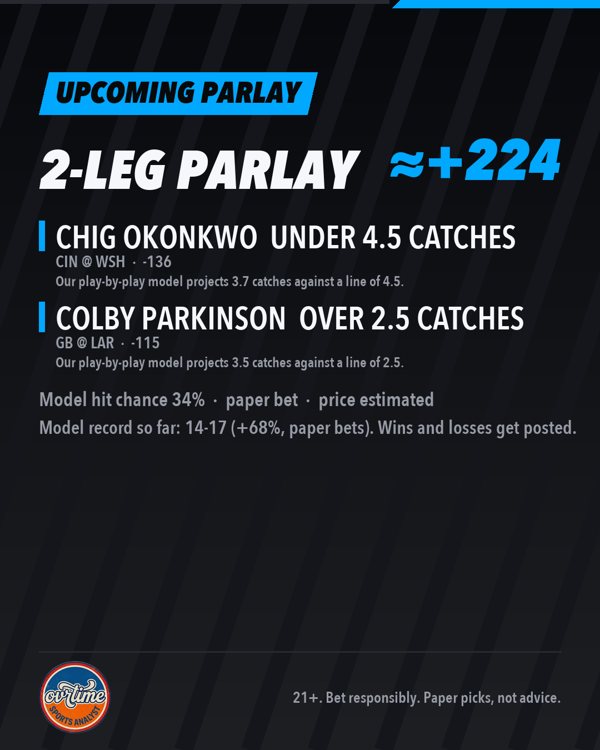 UPCOMING PARLAY
2-LEG PARLAY ≈+224
CHIG OKONKWO UNDER 4.5 CATCHES
CIN @ WSH · -136
Our play-by-play model projects 3.7 catches against a line of 4.5.
COLBY PARKINSON OVER 2.5 CATCHES
GB @ LAR · -115
Our play-by-play model projects 3.5 catches against a line of 2.5.
Model hit chance 34% · paper bet · price estimated
Model record so far: 14-17 (+68%, paper bets). Wins and losses get posted.
ovrtime
SPORTS ANALYST
21+. Bet responsibly. Paper picks, not advice.